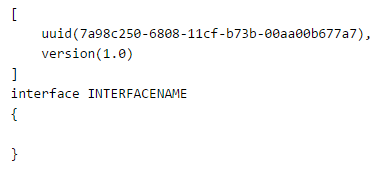 [
    uuid(7a98c250-6808-11cf-b73b-00aa00b677a7),
    version(1.0)
]
interface INTERFACENAME
{

}